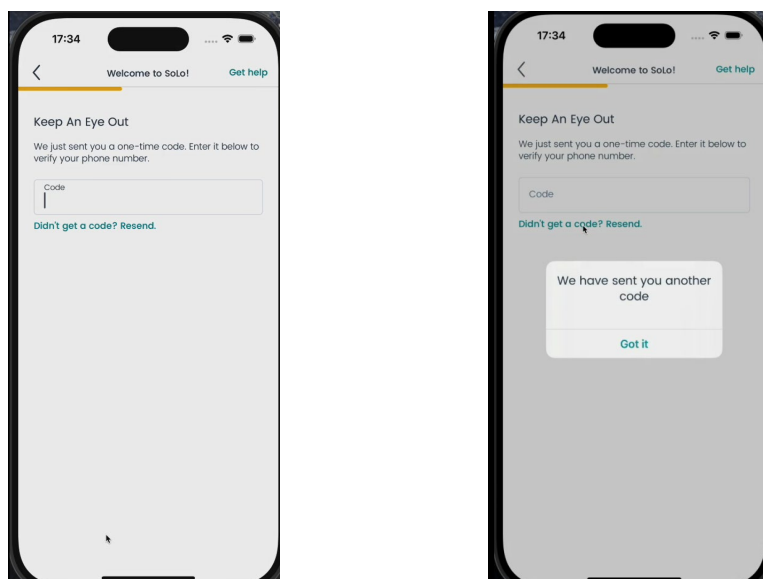 17:34
Welcome to SoLo!
Get help
Keep An Eye Out
We just sent you a one-time code. Enter it below to
verify your phone number.
Code
Didn't get a code? Resend.
17:34
Welcome to SoLo!
Get help
Keep An Eye Out
We just sent you a one-time code. Enter it below to
verify your phone number.
Code
Didn't get a code? Resend.
We have sent you another
code
Got it